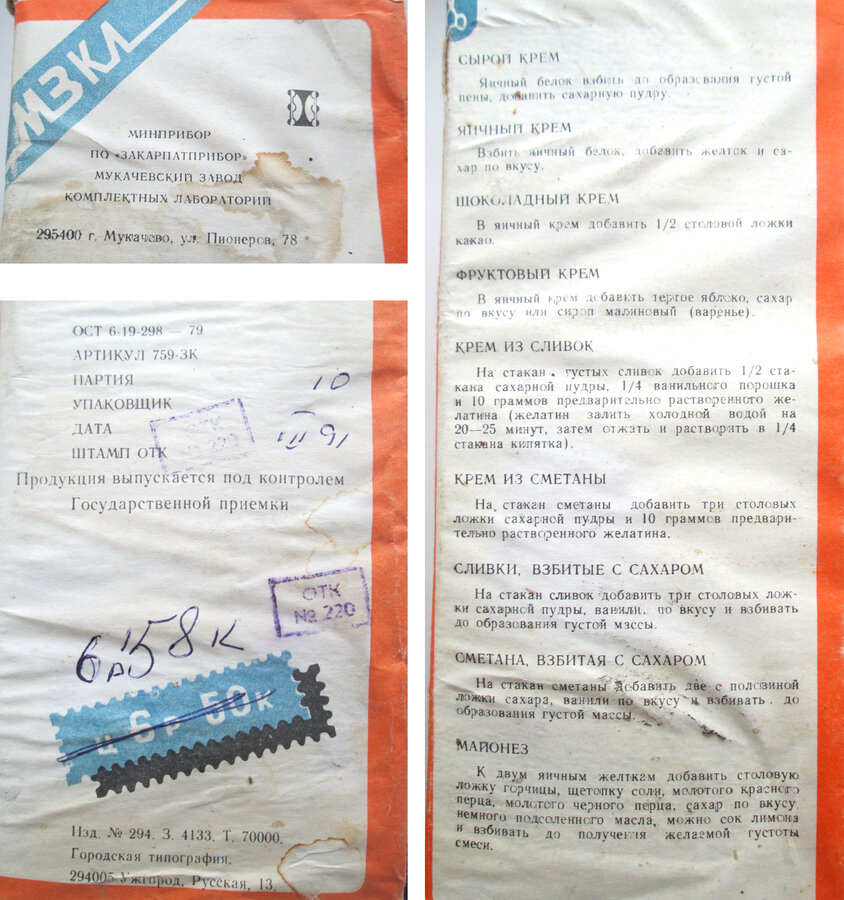 МЗКЛ
МИНПРИБОР
ПО «ЗАКАРПАТПРИБОР»
МУКАЧЕВСКИЙ ЗАВОД
КОМПЛЕКТНЫХ ЛАБОРАТОРИЙ
295400 г. Мукачево, ул. Пионеров, 78
ОСТ 6-19-298 — 79
АРТИКУЛ 759-ЗК
ПАРТИЯ 10
УПАКОВЩИК
ДАТА III 91
ШТАМП ОТК
ОТК
№ 220
Продукция выпускается под контролем
Государственной приемки
ОТК
№ 220
6р 58к
Ц 6 р 50 к
Изд. № 294. З. 4133. Т. 70000.
Городская типография.
294005 Ужгород, Русская, 13.
СЫРОЙ КРЕМ
Яичный белок взбить до образования густой
пены, добавить сахарную пудру.
ЯИЧНЫЙ КРЕМ
Взбить яичный белок, добавить желток и са-
хар по вкусу.
ШОКОЛАДНЫЙ КРЕМ
В яичный крем добавить 1/2 столовой ложки
какао.
ФРУКТОВЫЙ КРЕМ
В яичный крем добавить тертое яблоко, сахар
по вкусу или сироп малиновый (варенье).
КРЕМ ИЗ СЛИВОК
На стакан густых сливок добавить 1/2 ста-
кана сахарной пудры, 1/4 ванильного порошка
и 10 граммов предварительно растворенного же-
латина (желатин залить холодной водой на
20—25 минут, затем отжать и растворить в 1/4
стакана кипятка).
КРЕМ ИЗ СМЕТАНЫ
На стакан сметаны добавить три столовых
ложки сахарной пудры и 10 граммов предвари-
тельно растворенного желатина.
СЛИВКИ, ВЗБИТЫЕ С САХАРОМ
На стакан сливок добавить три столовых лож-
ки сахарной пудры, ванили. по вкусу и взбивать
до образования густой массы.
СМЕТАНА, ВЗБИТАЯ С САХАРОМ
На стакан сметаны добавить две с половиной
ложки сахара, ванили по вкусу и взбивать. до
образования густой массы.
МАЙОНЕЗ
К двум яичным желткам добавить столовую
ложку горчицы, щепотку соли, молотого красного
перца, молотого черного перца, сахар по вкусу,
немного подсоленного масла, можно сок лимона
и взбивать до получения желаемой густоты
смеси.